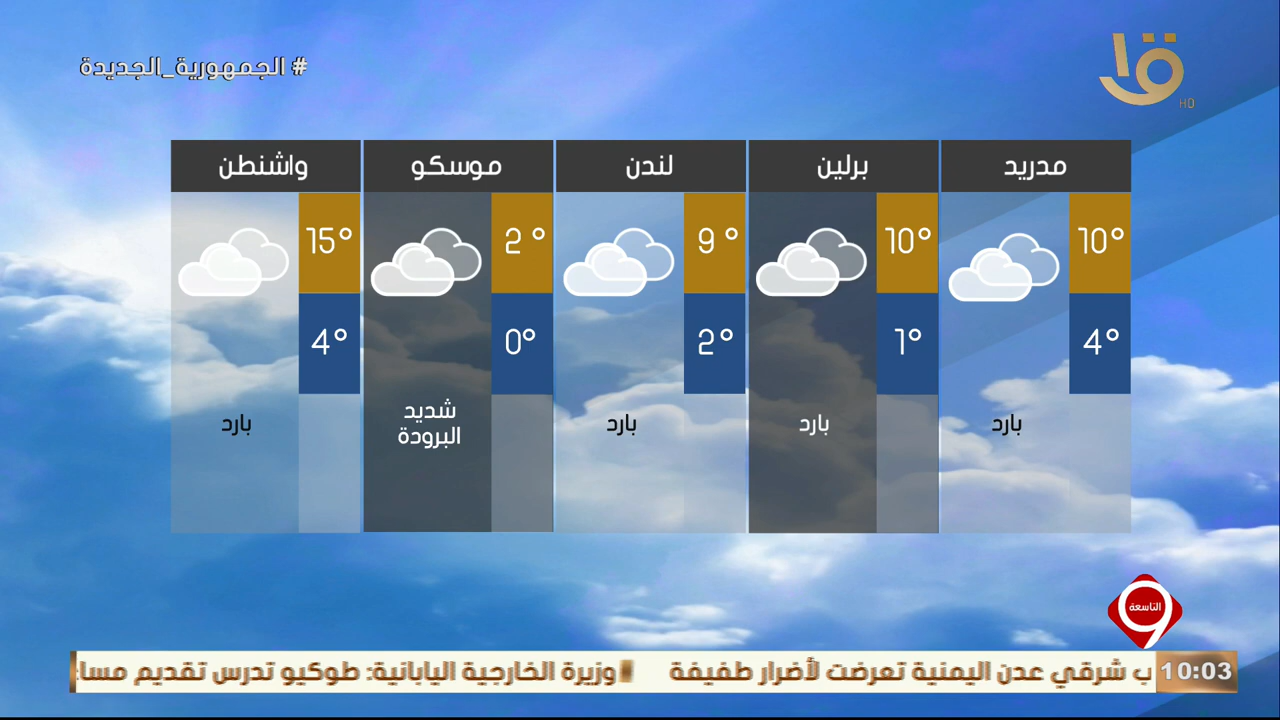 # الجمهورية_الجديدة
HD
مدريد
10°
4°
بارد
برلين
10°
1°
بارد
لندن
9°
2°
بارد
موسكو
2°
0°
شديد
البرودة
واشنطن
15°
4°
بارد
التاسعة
9
10:03
ب شرقي عدن اليمنية تعرضت لأضرار طفيفة وزيرة الخارجية اليابانية: طوكيو تدرس تقديم مسا